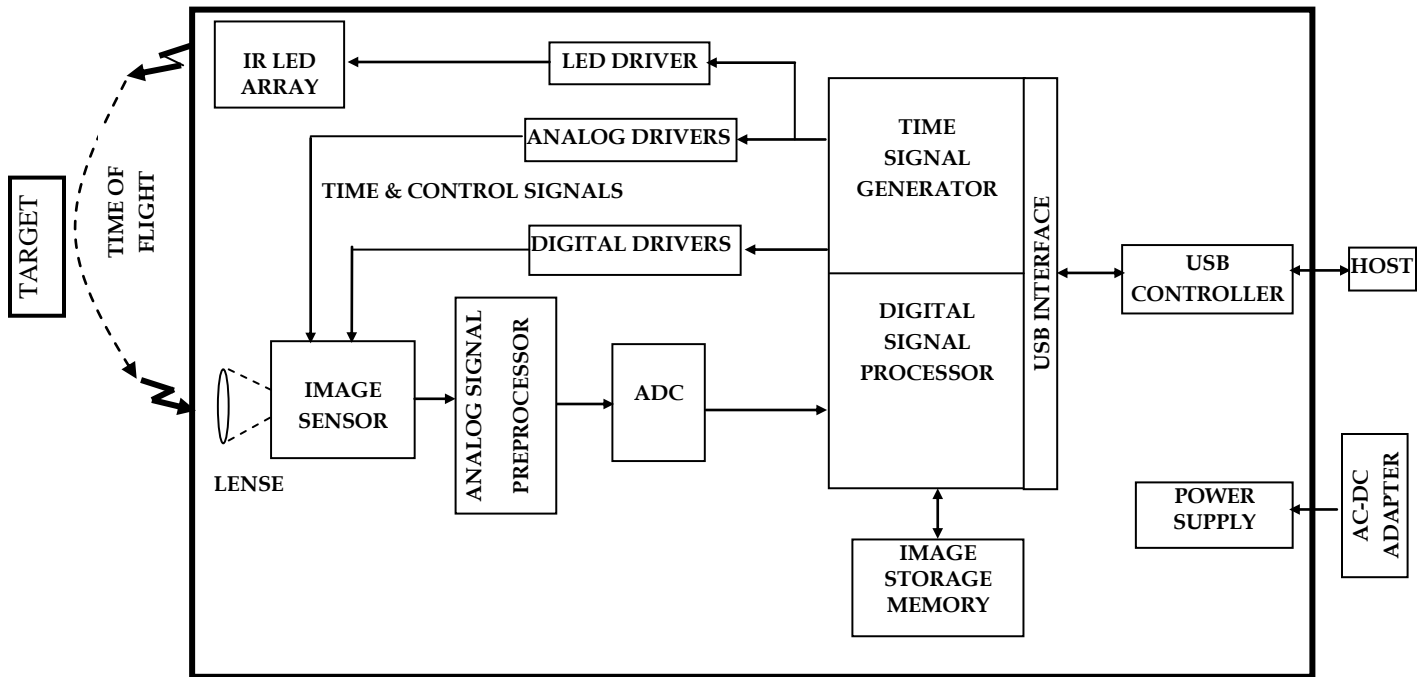 IR LED
ARRAY
LED DRIVER
ANALOG DRIVERS
TIME & CONTROL SIGNALS
DIGITAL DRIVERS
TIME
SIGNAL
GENERATOR
DIGITAL
SIGNAL
PROCESSOR
USB INTERFACE
USB
CONTROLLER
HOST
TARGET
TIME OF
FLIGHT
LENSE
IMAGE
SENSOR
ANALOG SIGNAL
PREPROCESSOR
ADC
IMAGE
STORAGE
MEMORY
POWER
SUPPLY
AC-DC
ADAPTER